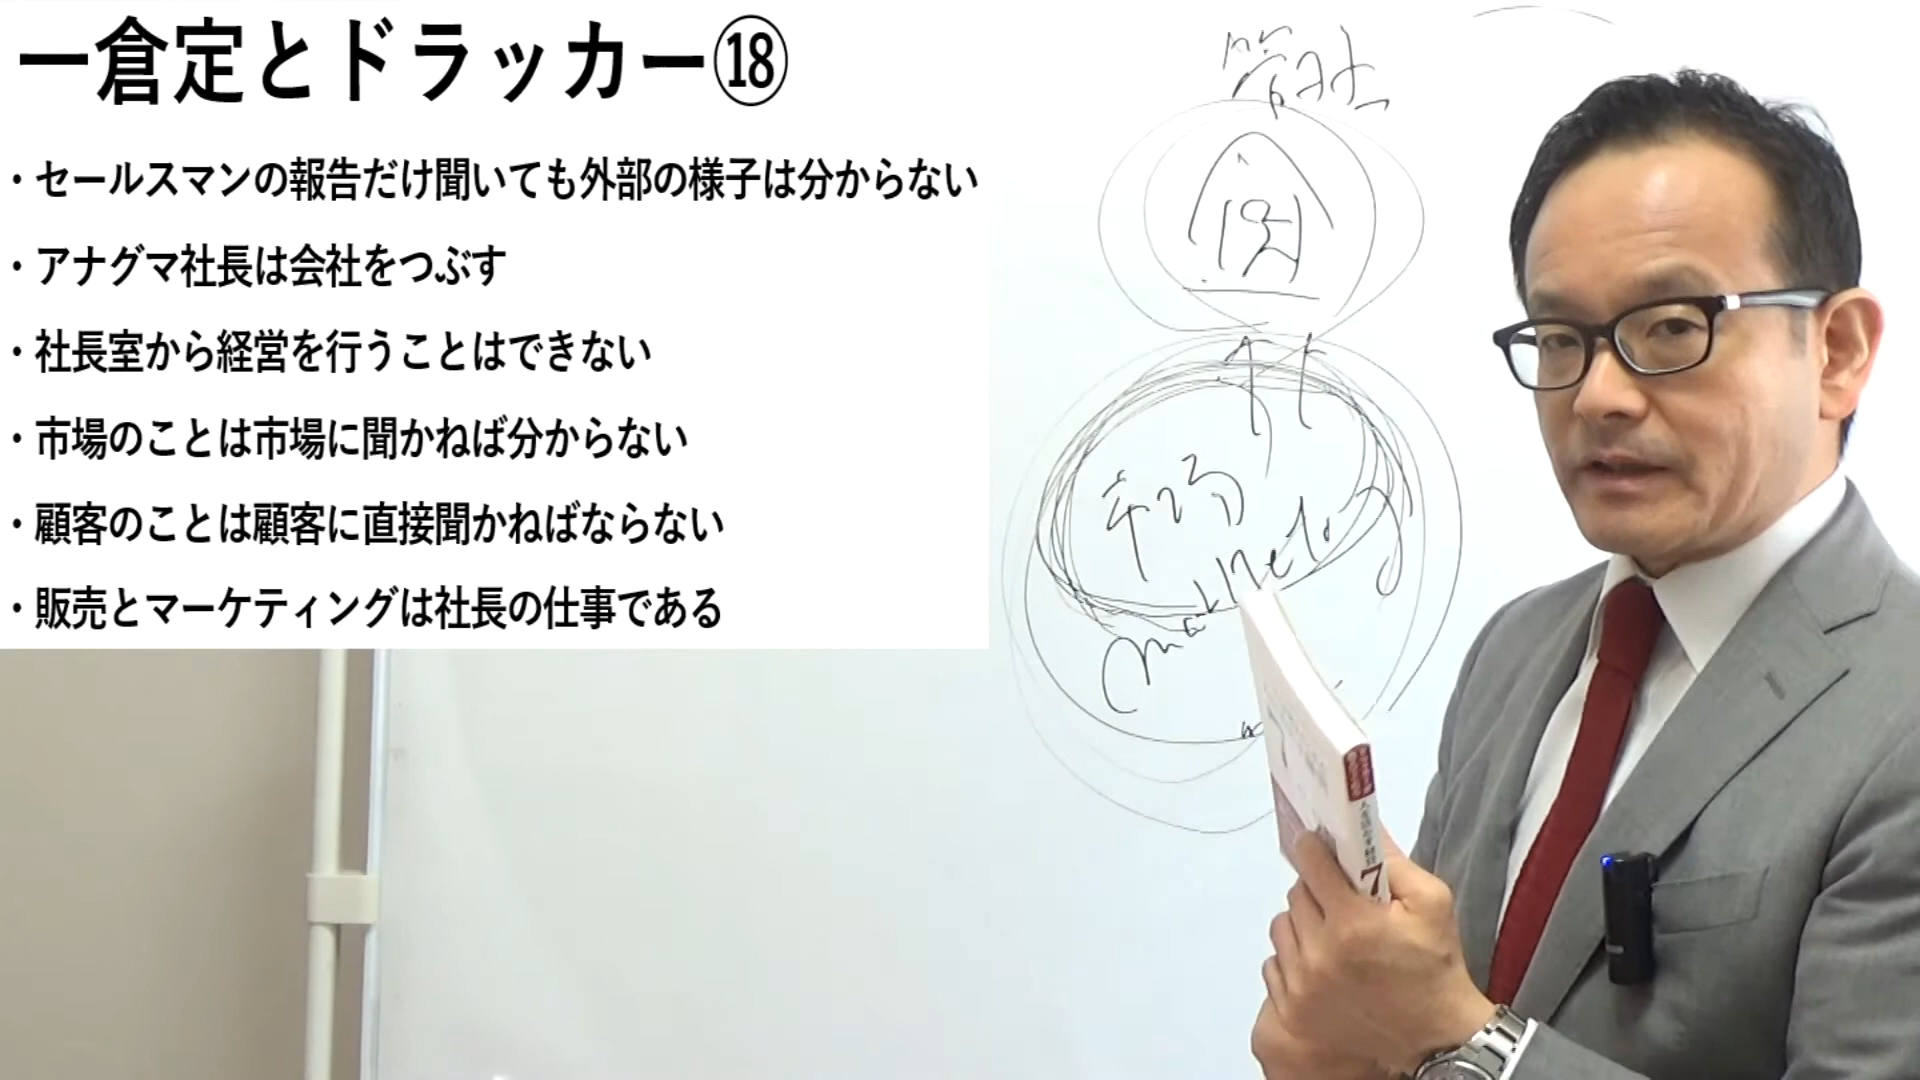 一倉定とドラッカー⑱
・セールスマンの報告だけ聞いても外部の様子は分からない
・アナグマ社長は会社をつぶす
・社長室から経営を行うことはできない
・市場のことは市場に聞かねば分からない
・顧客のことは顧客に直接聞かねばならない
・販売とマーケティングは社長の仕事である
市場
7